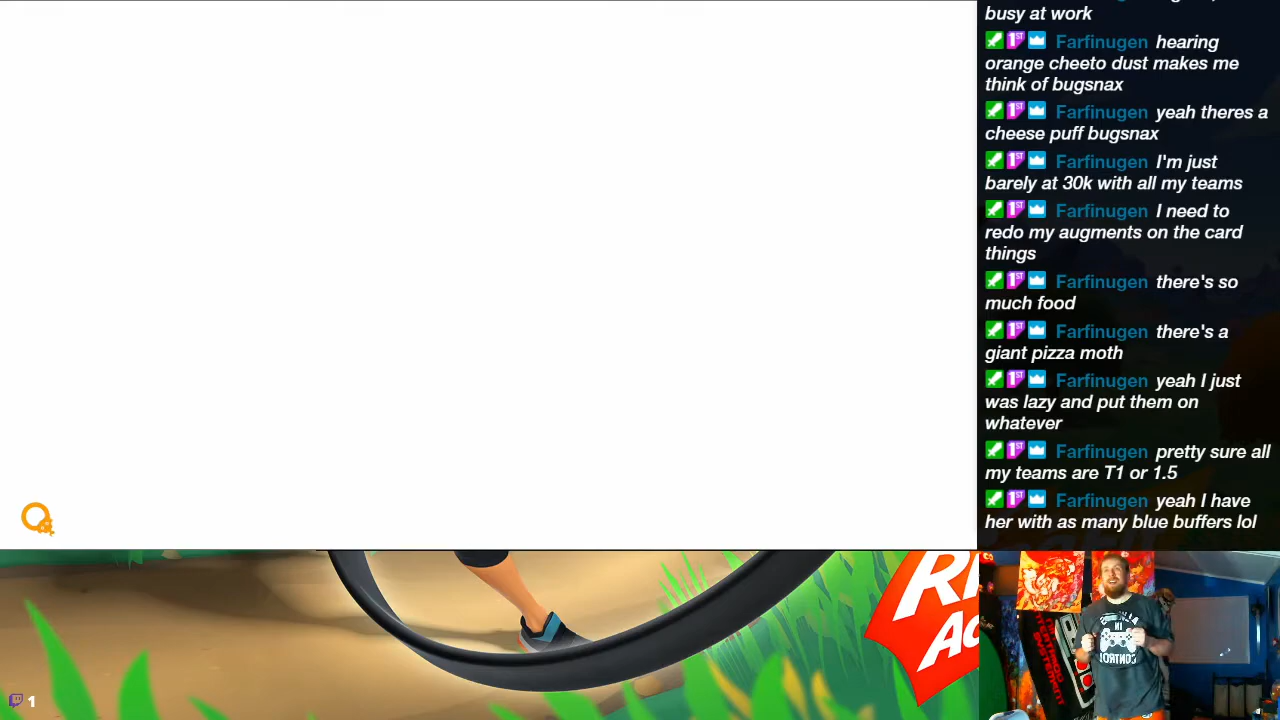 busy at work
Farfinugen hearing
orange cheeto dust makes me
think of bugsnax
Farfinugen yeah theres a
cheese puff bugsnax
Farfinugen I'm just
barely at 30k with all my teams
Farfinugen I need to
redo my augments on the card
things
Farfinugen there's so
much food
Farfinugen there's a
giant pizza moth
Farfinugen yeah I just
was lazy and put them on
whatever
Farfinugen pretty sure all
my teams are T1 or 1.5
Farfinugen yeah I have
her with as many blue buffers lol
1
IN
CONTROL